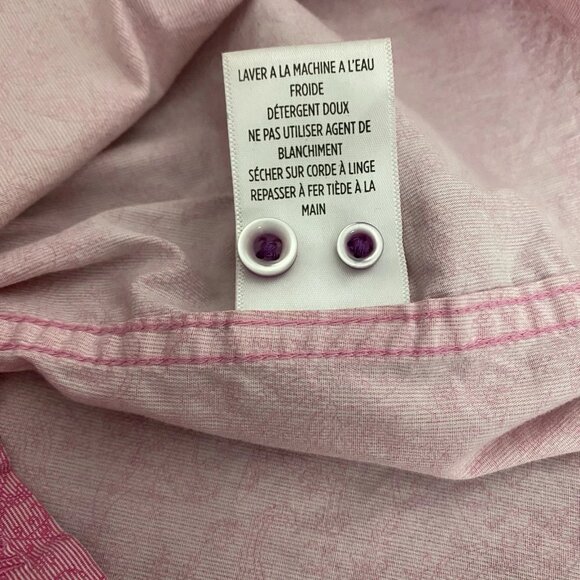 LAVER A LA MACHINE A L'EAU
FROIDE
DÉTERGENT DOUX
NE PAS UTILISER AGENT DE
BLANCHIMENT
SÉCHER SUR CORDE À LINGE
REPASSER À FER TIÈDE À LA
MAIN